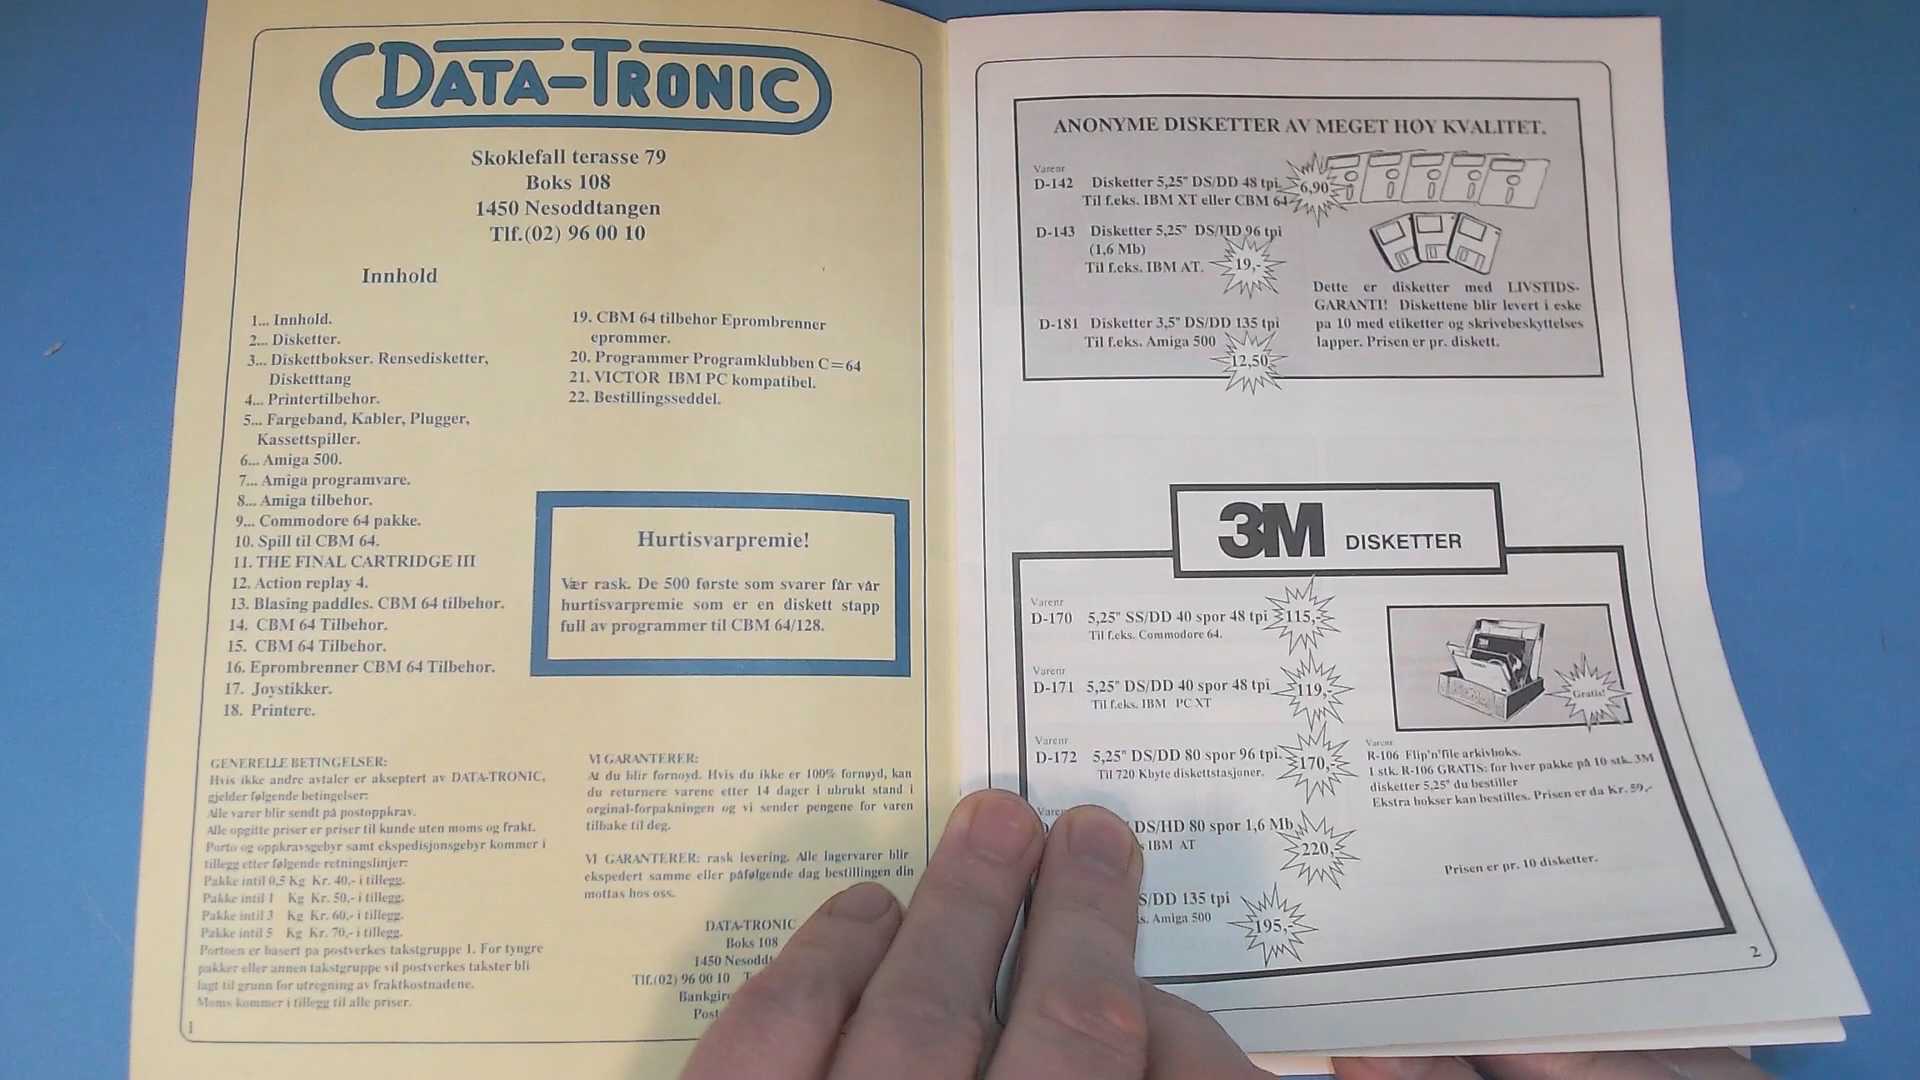 DATA-TRONIC
Skoklefall terasse 79
Boks 108
1450 Nesoddtangen
Tlf.(02) 96 00 10
Innhold
1... Innhold.
2... Disketter.
3... Diskettbokser. Rensedisketter,
Disketttang
4... Printertilbehor.
5... Fargeband, Kabler, Plugger,
Kassettspiller.
6... Amiga 500.
7... Amiga programvare.
8... Amiga tilbehor.
9... Commodore 64 pakke.
10. Spill til CBM 64.
11. THE FINAL CARTRIDGE III
12. Action replay 4.
13. Blasing paddles. CBM 64 tilbehor.
14. CBM 64 Tilbehor.
15. CBM 64 Tilbehor.
16. Eprombrenner CBM 64 Tilbehor.
17. Joystikker.
18. Printere.
19. CBM 64 tilbehor Eprombrenner
eprommer.
20. Programmer Programklubben C=64
21. VICTOR IBM PC kompatibel.
22. Bestillingsseddel.
Hurtisvarpremie!
Vær rask. De 500 første som svarer får vår
hurtisvarpremie som er en diskett stapp
full av programmer til CBM 64/128.
GENERELLE BETINGELSER:
Hvis ikke andre avtaler er akseptert av DATA-TRONIC,
gjelder følgende betingelser:
Alle varer blir sendt på postoppkrav.
Alle opgitte priser er priser til kunde uten moms og frakt.
Porto og oppkravsgebyr samt ekspedisjonsgebyr kommer i
tillegg etter følgende retningslinjer:
Pakke intil 0,5 Kg Kr. 40,- i tillegg.
Pakke intil 1 Kg Kr. 50,- i tillegg.
Pakke intil 3 Kg Kr. 60,- i tillegg.
Pakke intil 5 Kg Kr. 70,- i tillegg.
Portoen er basert pa postverkes takstgruppe 1. For tyngre
pakker eller annen takstgruppe vil postverkes takster bli
lagt til grunn for utregning av fraktkostnadene.
Moms kommer i tillegg til alle priser.
VI GARANTERER:
At du blir fornoyd. Hvis du ikke er 100% fornøyd, kan
du returnere varene etter 14 dager i ubrukt stand i
orginal-forpakningen og vi sender pengene for varen
tilbake til deg.
VI GARANTERER: rask levering. Alle lagervarer blir
ekspedert samme eller påfølgende dag bestillingen din
mottas hos oss.
DATA-TRONIC
Boks 108
1450
Tlf.(02) 96 00 10
1
ANONYME DISKETTER AV MEGET HØY KVALITET.
Varenr
D-142 Disketter 5,25" DS/DD 48 tpi. 6,90
Til f.eks. IBM XT eller CBM 64
D-143 Disketter 5,25" DS/HD 96 tpi
(1,6 Mb)
Til f.eks. IBM AT. 19,-
D-181 Disketter 3,5" DS/DD 135 tpi
Til f.eks. Amiga 500
12,50
Dette er disketter med LIVSTIDS-
GARANTI! Diskettene blir levert i eske
pa 10 med etiketter og skrivebeskyttelses
lapper. Prisen er pr. diskett.
3M DISKETTER
Varenr
D-170 5,25" SS/DD 40 spor 48 tpi 115,-
Til f.eks. Commodore 64.
Varenr
D-171 5,25" DS/DD 40 spor 48 tpi 119,-
Til f.eks. IBM PC XT
Varenr
D-172 5,25" DS/DD 80 spor 96 tpi. 170,-
Til 720 Kbyte diskettstasjoner.
DS/HD 80 spor 1,6 Mb
IBM AT 220,-
135 tpi
Amiga 500 195,-
Gratis!
Varenr
R-106 Flip'n'file arkivboks.
1 stk. R-106 GRATIS: for hver pakke på 10 stk. 3M
disketter 5,25" du bestiller
Ekstra bokser kan bestilles. Prisen er da Kr. 59,-
Prisen er pr. 10 disketter.
2